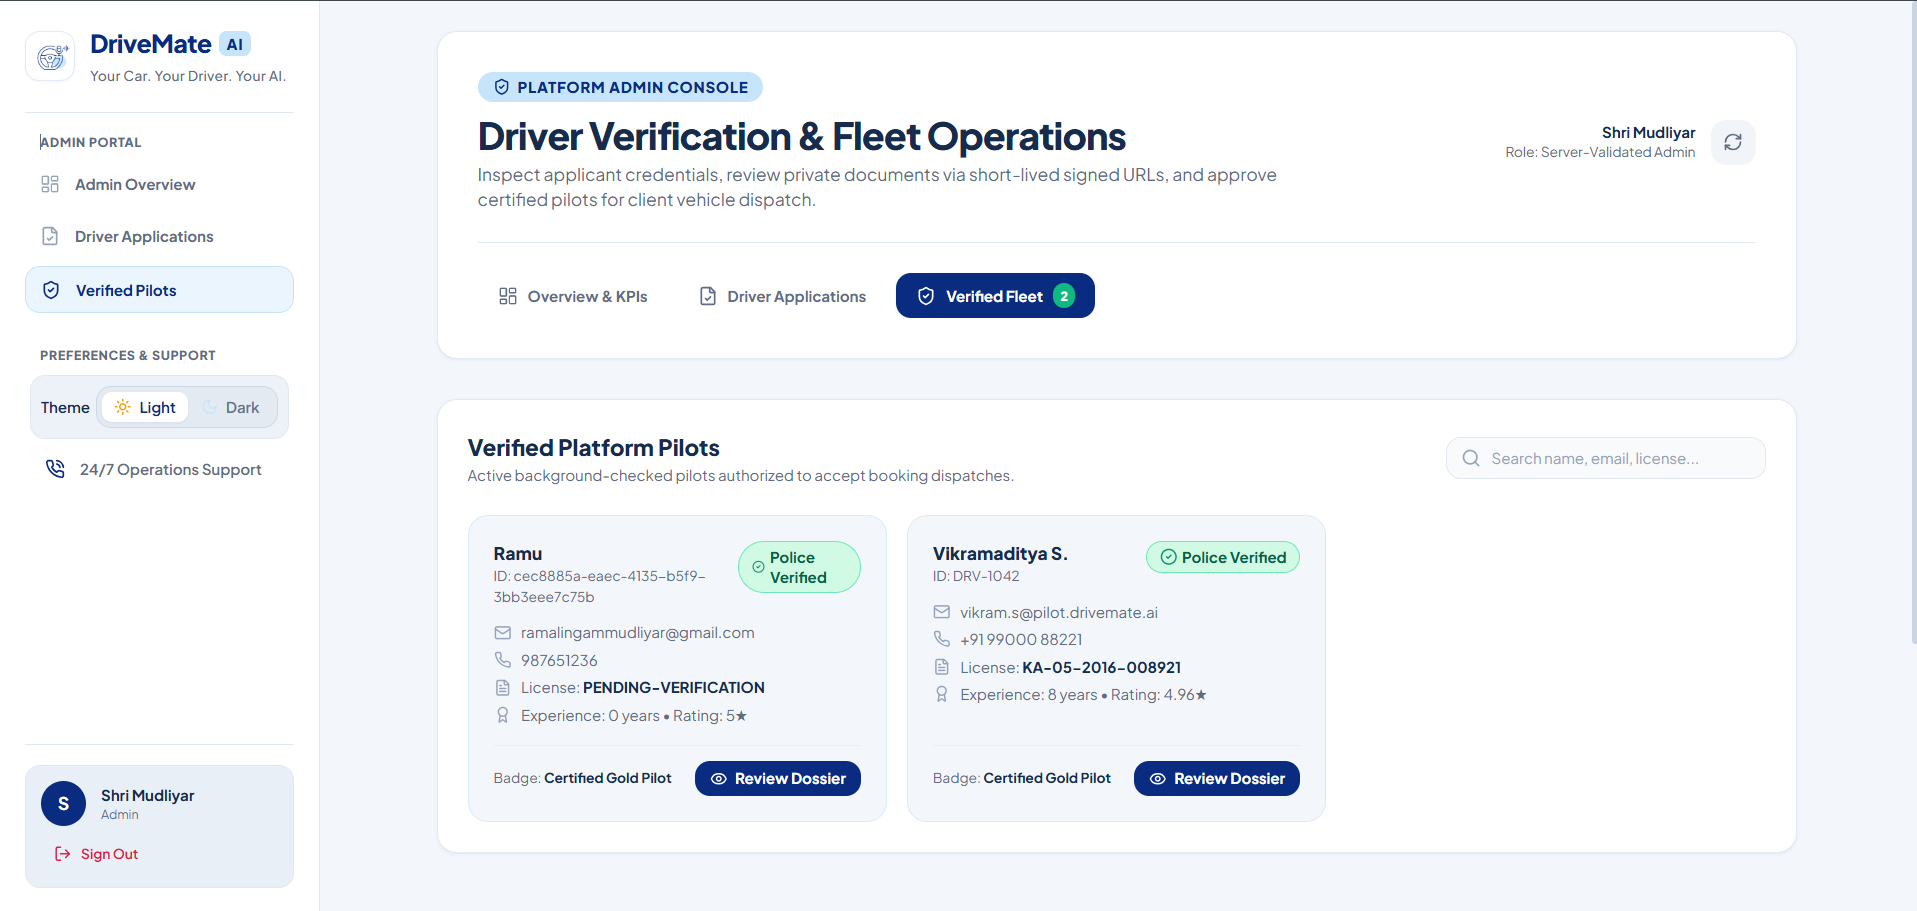 DriveMate AI
Your Car. Your Driver. Your AI.
ADMIN PORTAL
Admin Overview
Driver Applications
Verified Pilots
PREFERENCES & SUPPORT
Theme Light Dark
24/7 Operations Support
S
Shri Mudliyar
Admin
Sign Out
PLATFORM ADMIN CONSOLE
Driver Verification & Fleet Operations
Inspect applicant credentials, review private documents via short-lived signed URLs, and approve
certified pilots for client vehicle dispatch.
Shri Mudliyar
Role: Server-Validated Admin
Overview & KPIs
Driver Applications
Verified Fleet 2
Verified Platform Pilots
Active background-checked pilots authorized to accept booking dispatches.
Search name, email, license...
Ramu
ID: cec8885a-eaec-4135-b5f9-
3bb3eee7c75b
Police
Verified
ramalingammudliyar@gmail.com
987651236
License: PENDING-VERIFICATION
Experience: 0 years • Rating: 5★
Badge: Certified Gold Pilot
Review Dossier
Vikramaditya S.
ID: DRV-1042
Police Verified
vikram.s@pilot.drivemate.ai
+91 99000 88221
License: KA-05-2016-008921
Experience: 8 years • Rating: 4.96★
Badge: Certified Gold Pilot
Review Dossier